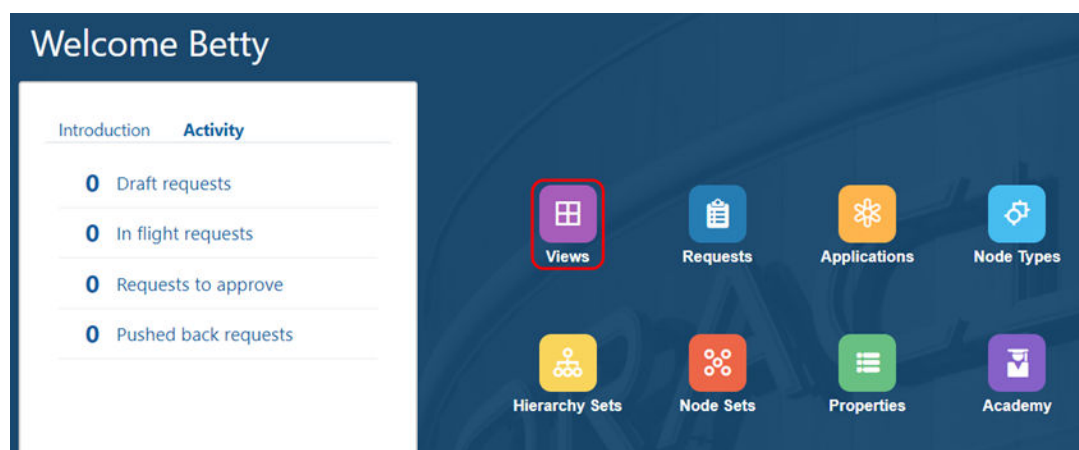 Welcome Betty
Introduction Activity
0 Draft requests
0 In flight requests
0 Requests to approve
0 Pushed back requests
Views Requests Applications Node Types
Hierarchy Sets Node Sets Properties Academy